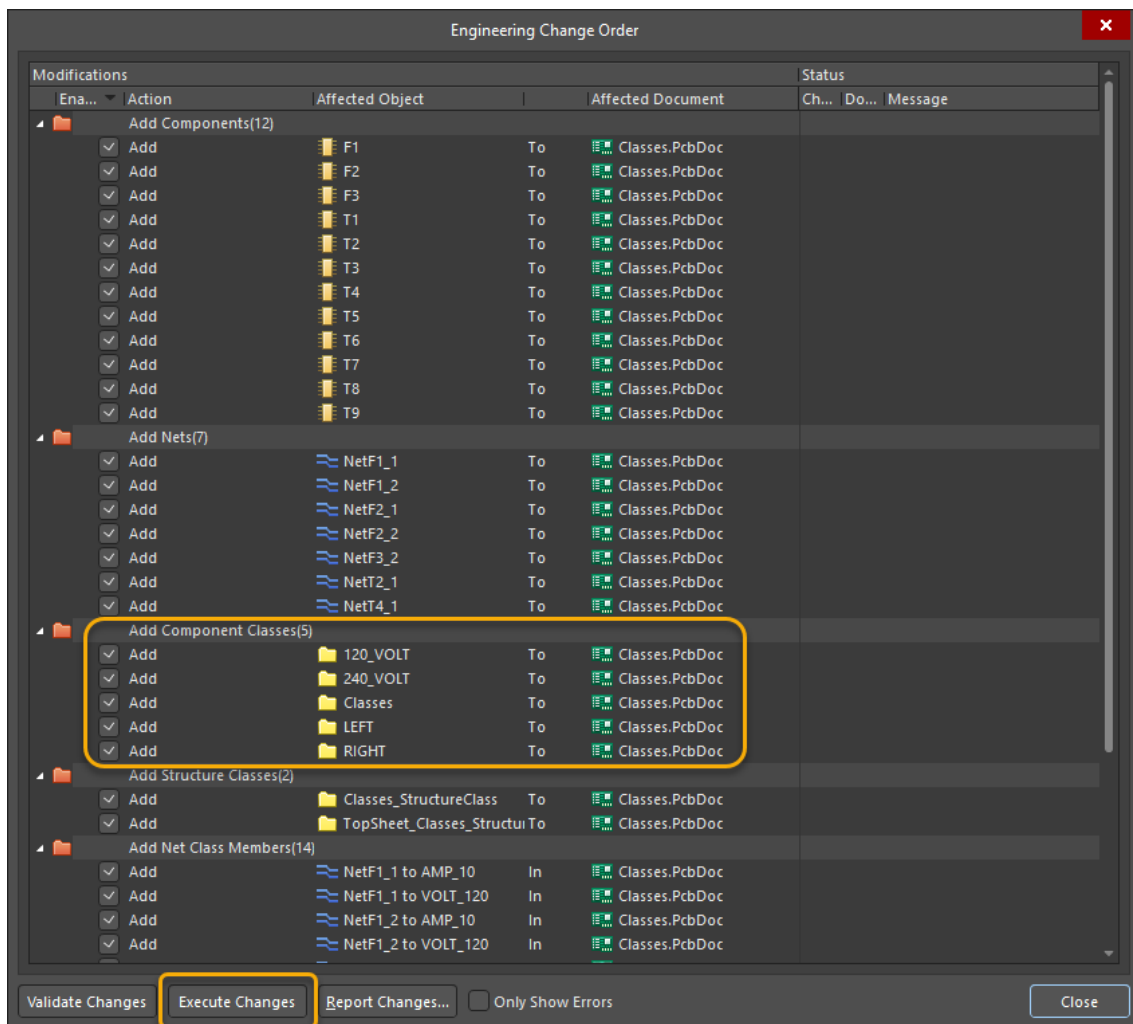 Engineering Change Order
Modifications Status
Ena... Action Affected Object Affected Document Ch... Do... Message
Add Components(12)
Add F1 To Classes.PcbDoc
Add F2 To Classes.PcbDoc
Add F3 To Classes.PcbDoc
Add T1 To Classes.PcbDoc
Add T2 To Classes.PcbDoc
Add T3 To Classes.PcbDoc
Add T4 To Classes.PcbDoc
Add T5 To Classes.PcbDoc
Add T6 To Classes.PcbDoc
Add T7 To Classes.PcbDoc
Add T8 To Classes.PcbDoc
Add T9 To Classes.PcbDoc
Add Nets(7)
Add NetF1_1 To Classes.PcbDoc
Add NetF1_2 To Classes.PcbDoc
Add NetF2_1 To Classes.PcbDoc
Add NetF2_2 To Classes.PcbDoc
Add NetF3_2 To Classes.PcbDoc
Add NetT2_1 To Classes.PcbDoc
Add NetT4_1 To Classes.PcbDoc
Add Component Classes(5)
Add 120_VOLT To Classes.PcbDoc
Add 240_VOLT To Classes.PcbDoc
Add Classes To Classes.PcbDoc
Add LEFT To Classes.PcbDoc
Add RIGHT To Classes.PcbDoc
Add Structure Classes(2)
Add Classes_StructureClass To Classes.PcbDoc
Add TopSheet_Classes_Structur To Classes.PcbDoc
Add Net Class Members(14)
Add NetF1_1 to AMP_10 In Classes.PcbDoc
Add NetF1_1 to VOLT_120 In Classes.PcbDoc
Add NetF1_2 to AMP_10 In Classes.PcbDoc
Add NetF1_2 to VOLT_120 In Classes.PcbDoc
Validate Changes Execute Changes Report Changes... Only Show Errors Close